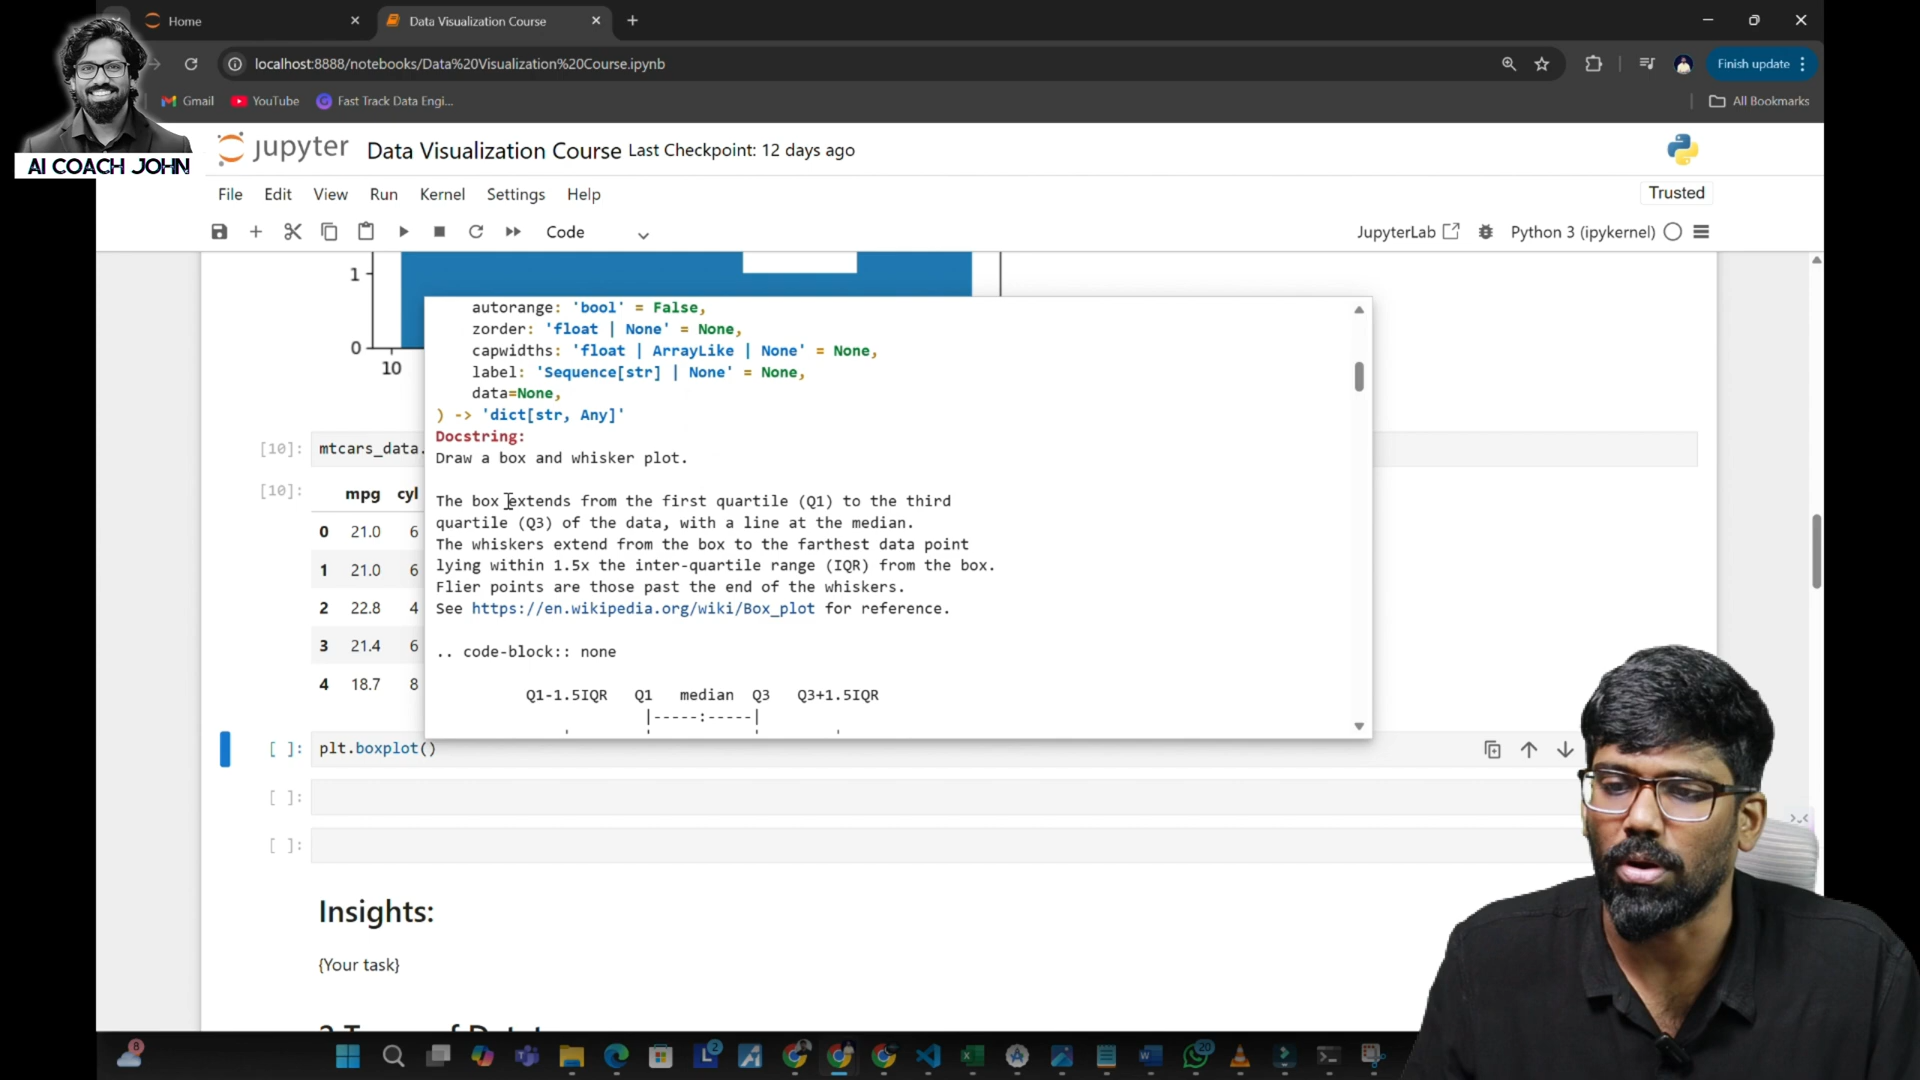 Home
Data Visualization Course
localhost:8888/notebooks/Data%20Visualization%20Course.ipynb
Finish update
Gmail
YouTube
Fast Track Data Engi...
All Bookmarks
AI COACH JOHN
jupyter
Data Visualization Course Last Checkpoint: 12 days ago
File Edit View Run Kernel Settings Help
Trusted
Code
JupyterLab
Python 3 (ipykernel)
1
0
10
autorange: 'bool' = False,
zorder: 'float | None' = None,
capwidths: 'float | ArrayLike | None' = None,
label: 'Sequence[str] | None' = None,
data=None,
) -> 'dict[str, Any]'
Docstring:
Draw a box and whisker plot.
The box extends from the first quartile (Q1) to the third
quartile (Q3) of the data, with a line at the median.
The whiskers extend from the box to the farthest data point
lying within 1.5x the inter-quartile range (IQR) from the box.
Flier points are those past the end of the whiskers.
See https://en.wikipedia.org/wiki/Box_plot for reference.
.. code-block:: none
Q1-1.5IQR Q1 median Q3 Q3+1.5IQR
|-----:-----|
[10]: mtcars_data.
[10]: mpg cyl
0 21.0 6
1 21.0 6
2 22.8 4
3 21.4 6
4 18.7 8
[ ]: plt.boxplot()
[ ]:
[ ]:
Insights:
{Your task}
8
2
20